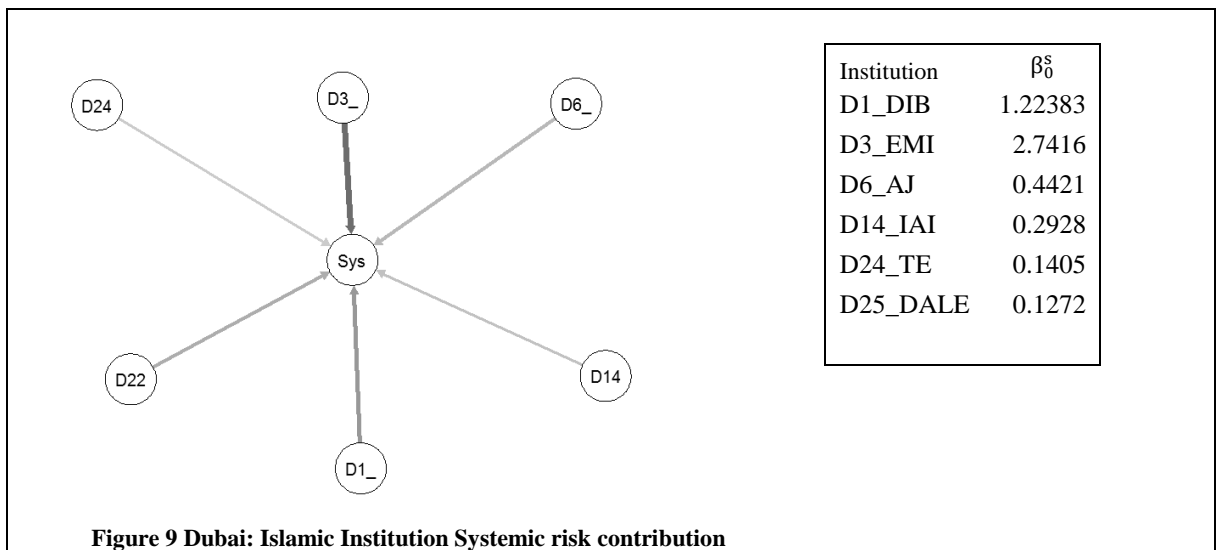 D24
D3_
D6_
Sys
D22
D14
D1_
Institution β₀ˢ
D1_DIB 1.22383
D3_EMI 2.7416
D6_AJ 0.4421
D14_IAI 0.2928
D24_TE 0.1405
D25_DALE 0.1272
Figure 9 Dubai: Islamic Institution Systemic risk contribution